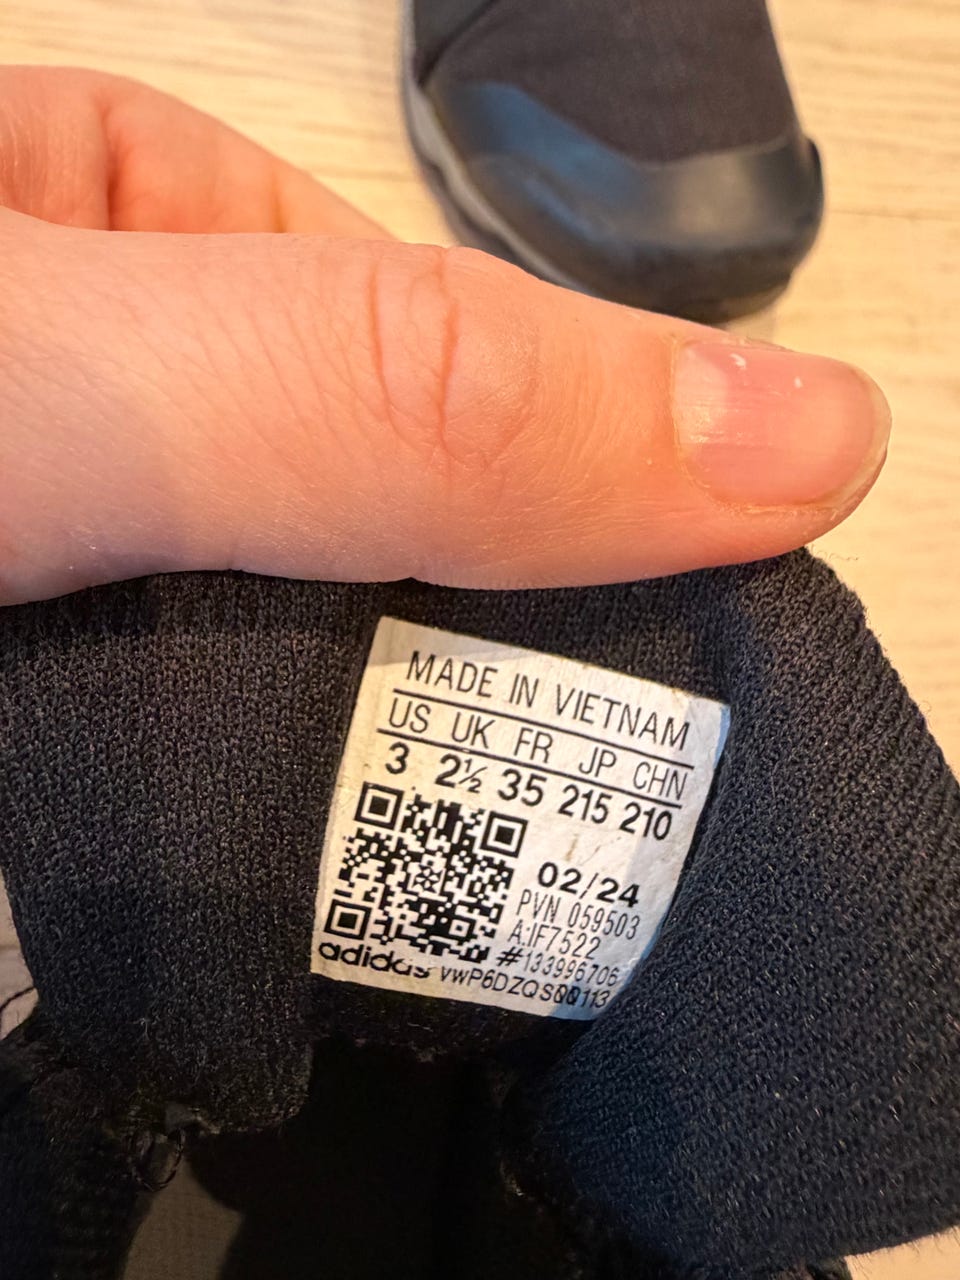 MADE IN VIETNAM
US UK FR JP CHN
3 2½ 35 215 210
02/24
PVN 059503
A:IF7522
#133996706
adidas VWP6DZQSQQ113